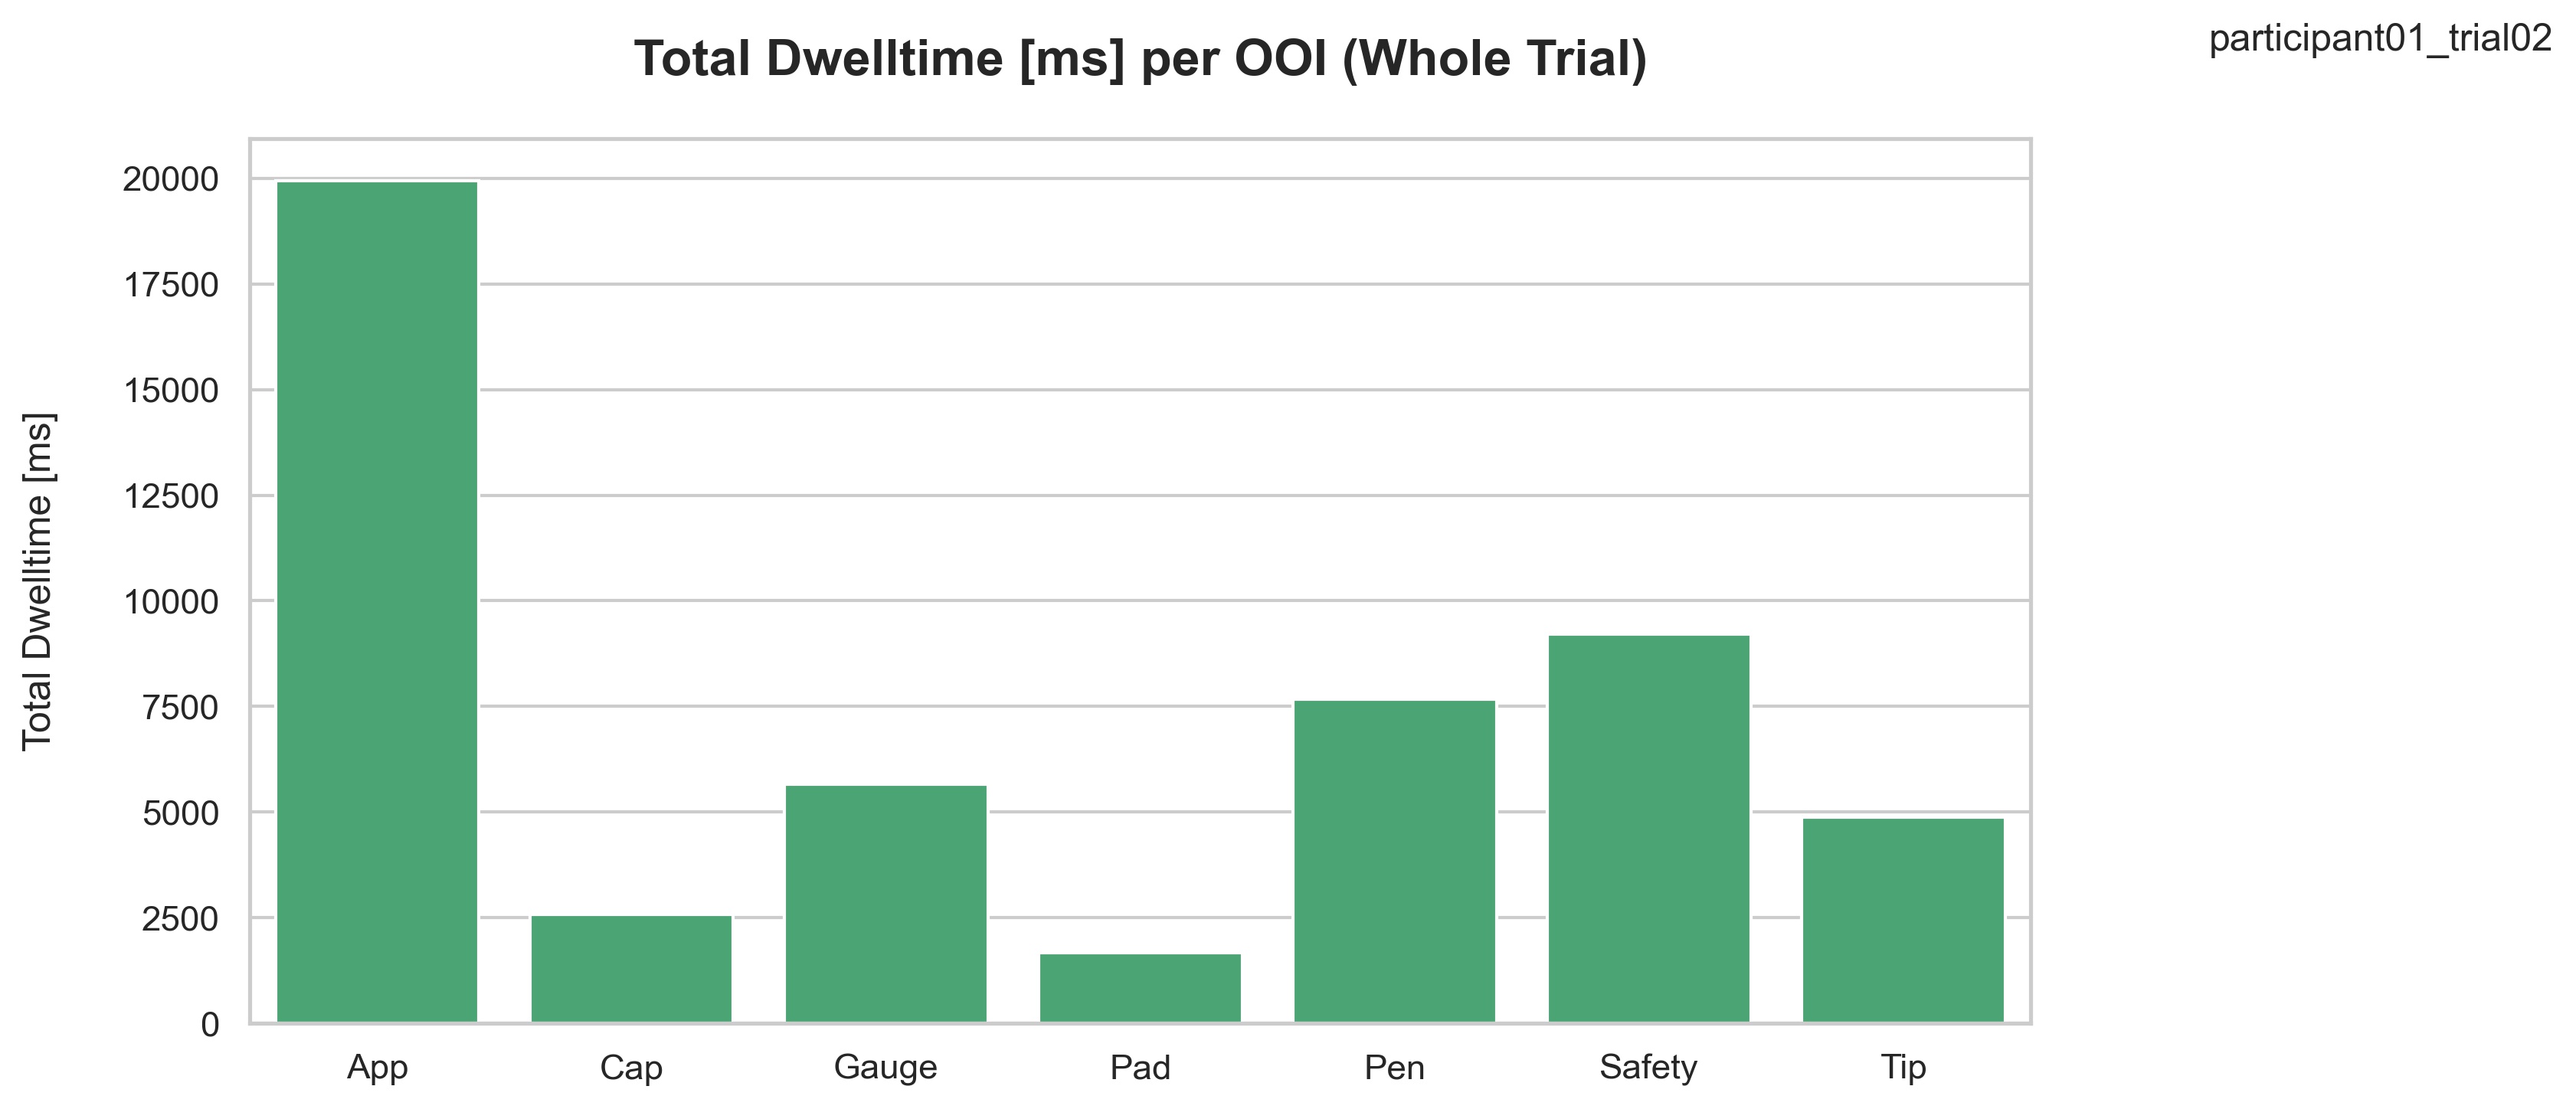 participant01_trial02
Total Dwelltime [ms] per OOI (Whole Trial)
Total Dwelltime [ms]
20000
17500
15000
12500
10000
7500
5000
2500
0
App Cap Gauge Pad Pen Safety Tip